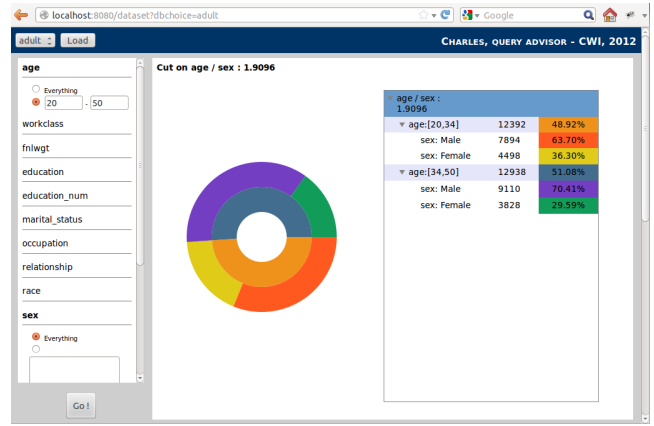 localhost:8080/dataset?dbchoice=adult
Google
adult Load CHARLES, QUERY ADVISOR - CWI, 2012
age
Everything
20 - 50
workclass
fnlwgt
education
education_num
marital_status
occupation
relationship
race
sex
Everything
Go !
Cut on age / sex : 1.9096
age / sex :
1.9096
age:[20,34] 12392 48.92%
sex: Male 7894 63.70%
sex: Female 4498 36.30%
age:[34,50] 12938 51.08%
sex: Male 9110 70.41%
sex: Female 3828 29.59%